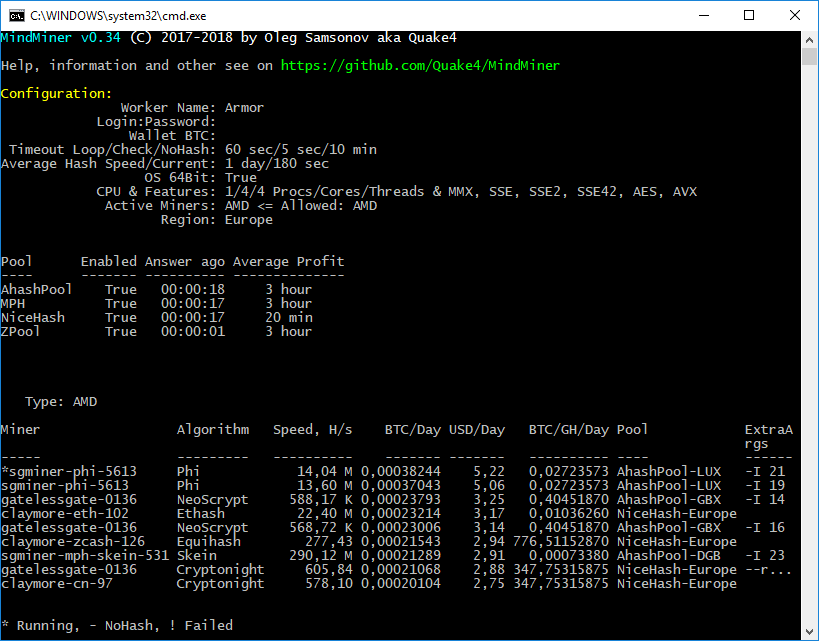 C:\WINDOWS\system32\cmd.exe
MindMiner v0.34 (C) 2017-2018 by Oleg Samsonov aka Quake4
Help, information and other see on https://github.com/Quake4/MindMiner
Configuration:
Worker Name: Armor
Login:Password:
Wallet BTC:
Timeout Loop/Check/NoHash: 60 sec/5 sec/10 min
Average Hash Speed/Current: 1 day/180 sec
OS 64Bit: True
CPU & Features: 1/4/4 Procs/Cores/Threads & MMX, SSE, SSE2, SSE42, AES, AVX
Active Miners: AMD <= Allowed: AMD
Region: Europe
Pool Enabled Answer ago Average Profit
---- ------- ---------- --------------
AhashPool True 00:00:18 3 hour
MPH True 00:00:17 3 hour
NiceHash True 00:00:17 20 min
ZPool True 00:00:01 3 hour
Type: AMD
Miner Algorithm Speed, H/s BTC/Day USD/Day BTC/GH/Day Pool ExtraA
rgs
----- --------- ---------- ------- ------- ---------- ---- ------
*sgminer-phi-5613 Phi 14,04 M 0,00038244 5,22 0,02723573 AhashPool-LUX -I 21
sgminer-phi-5613 Phi 13,60 M 0,00037043 5,06 0,02723573 AhashPool-LUX -I 19
gatelessgate-0136 NeoScrypt 588,17 K 0,00023793 3,25 0,40451870 AhashPool-GBX -I 14
claymore-eth-102 Ethash 22,40 M 0,00023214 3,17 0,01036260 NiceHash-Europe
gatelessgate-0136 NeoScrypt 568,72 K 0,00023006 3,14 0,40451870 AhashPool-GBX -I 16
claymore-zcash-126 Equihash 277,43 0,00021543 2,94 776,51152870 NiceHash-Europe
sgminer-mph-skein-531 Skein 290,12 M 0,00021289 2,91 0,00073380 AhashPool-DGB -I 23
gatelessgate-0136 Cryptonight 605,84 0,00021068 2,88 347,75315875 NiceHash-Europe --r...
claymore-cn-97 Cryptonight 578,10 0,00020104 2,75 347,75315875 NiceHash-Europe
* Running, - NoHash, ! Failed